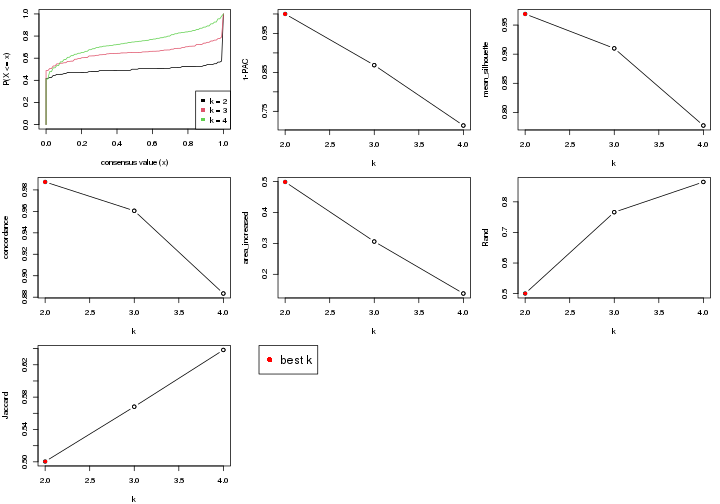 P(X <= x)
0.0 0.2 0.4 0.6 0.8 1.0
k = 2
k = 3
k = 4
0.0 0.2 0.4 0.6 0.8 1.0
consensus value (x)
1-PAC
0.75 0.85 0.95
2.0 2.5 3.0 3.5 4.0
k
mean_silhouette
0.80 0.85 0.90 0.95
2.0 2.5 3.0 3.5 4.0
k
concordance
0.88 0.90 0.92 0.94 0.96 0.98
2.0 2.5 3.0 3.5 4.0
k
area_increased
0.2 0.3 0.4 0.5
2.0 2.5 3.0 3.5 4.0
k
Rand
0.5 0.6 0.7 0.8
2.0 2.5 3.0 3.5 4.0
k
Jaccard
0.50 0.54 0.58 0.62
2.0 2.5 3.0 3.5 4.0
k
best k